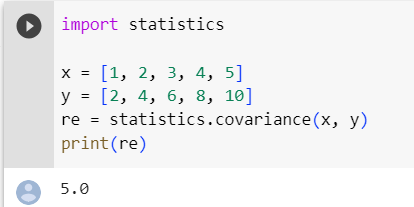 import statistics
x = [1, 2, 3, 4, 5]
y = [2, 4, 6, 8, 10]
re = statistics.covariance(x, y)
print(re)
5.0